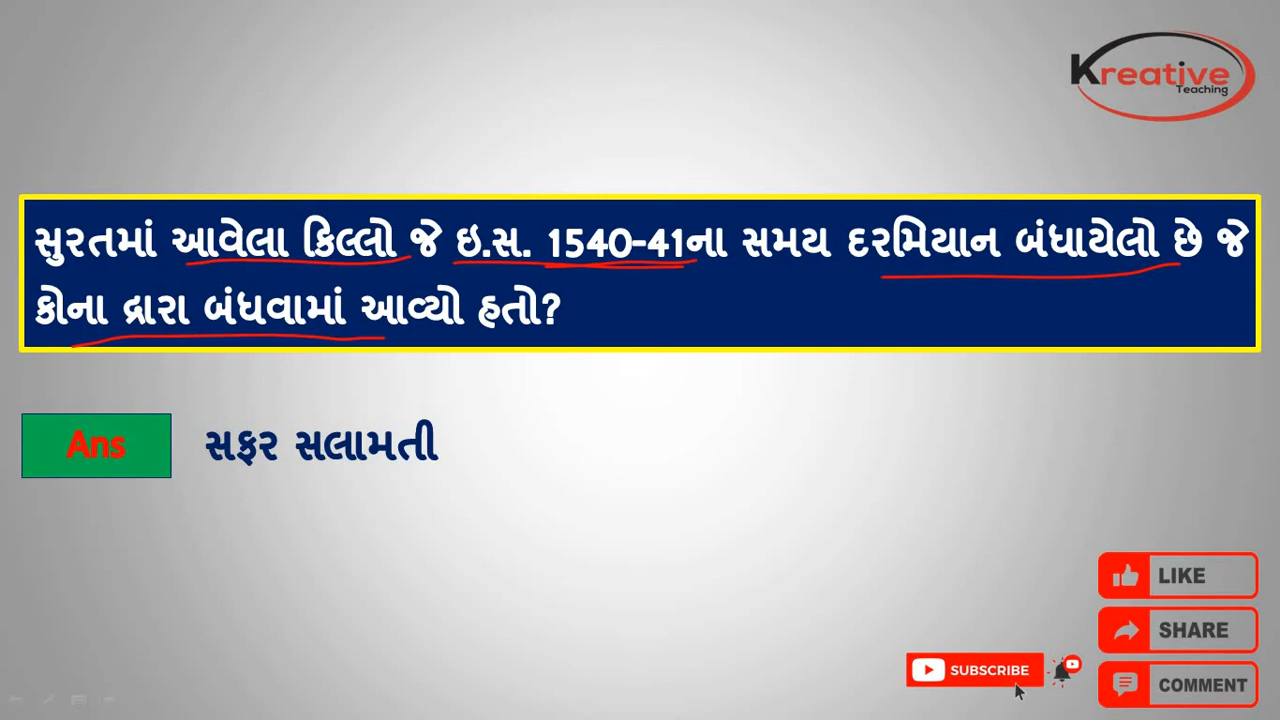 Kreative
Teaching
સુરતમાં આવેલા કિલ્લો જે ઇ.સ. 1540-41ના સમય દરમિયાન બંધાયેલો છે જે
કોના દ્રારા બંધવામાં આવ્યો હતો?
Ans સફર સલામતી
LIKE
SHARE
SUBSCRIBE
COMMENT